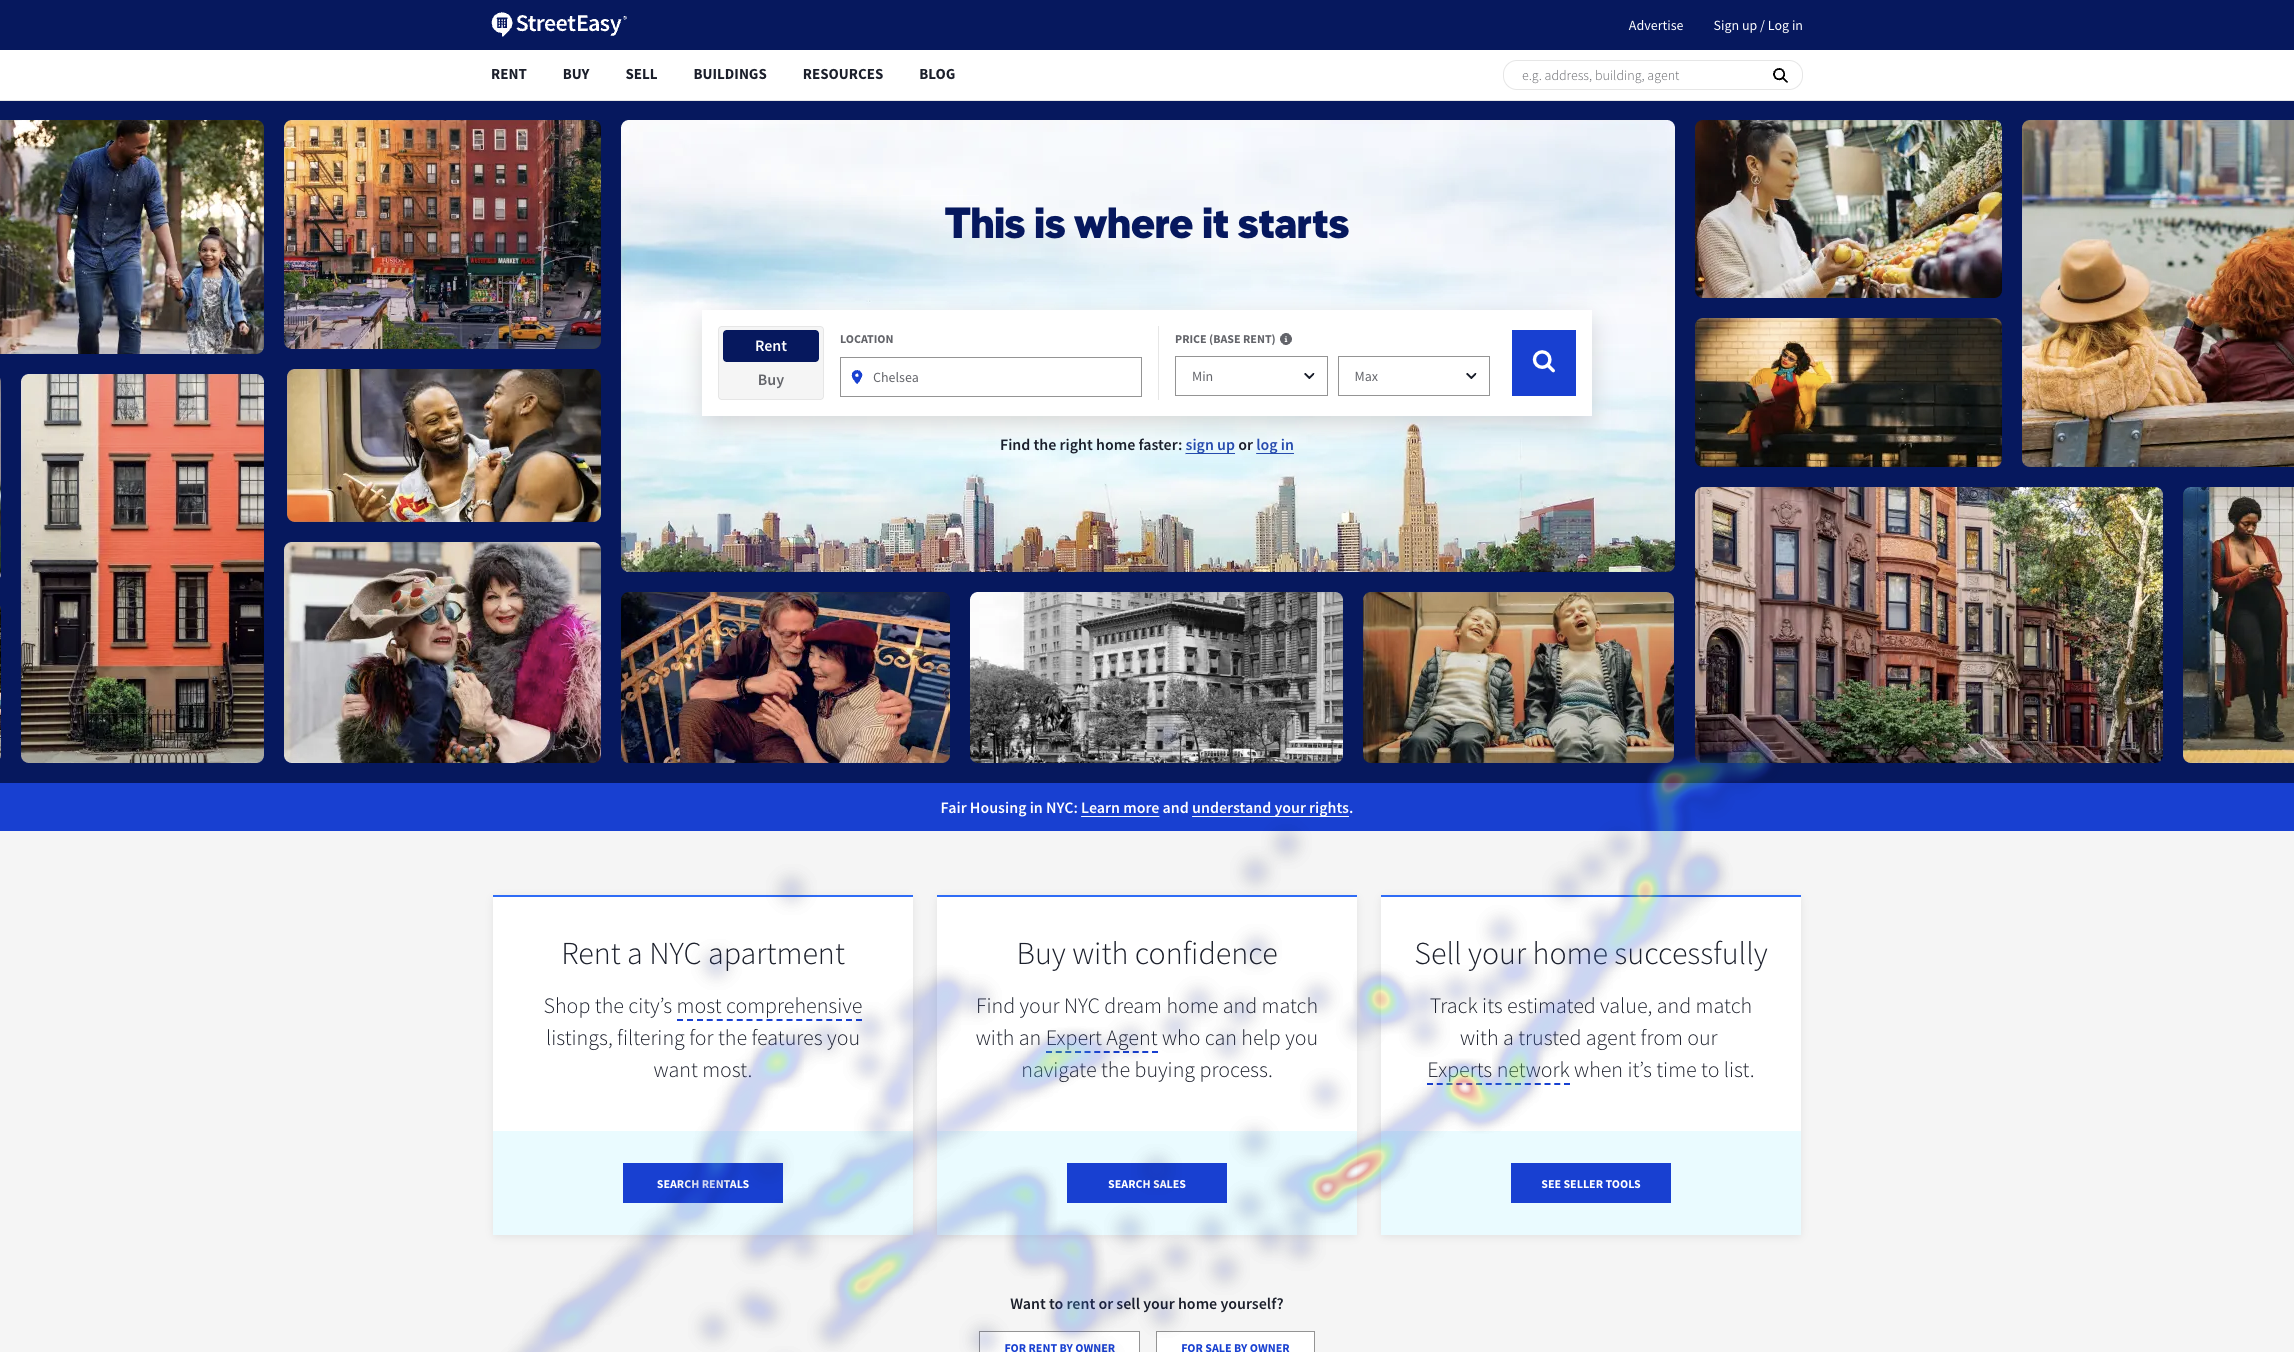 StreetEasy
Advertise
Sign up / Log in
RENT
BUY
SELL
BUILDINGS
RESOURCES
BLOG
e.g. address, building, agent
This is where it starts
Rent
Buy
LOCATION
Chelsea
PRICE (BASE RENT)
Min
Max
Find the right home faster: sign up or log in
Fair Housing in NYC: Learn more and understand your rights.
Rent a NYC apartment
Shop the city’s most comprehensive
listings, filtering for the features you
want most.
SEARCH RENTALS
Buy with confidence
Find your NYC dream home and match
with an Expert Agent who can help you
navigate the buying process.
SEARCH SALES
Sell your home successfully
Track its estimated value, and match
with a trusted agent from our
Experts network when it’s time to list.
SEE SELLER TOOLS
Want to rent or sell your home yourself?
FOR RENT BY OWNER
FOR SALE BY OWNER